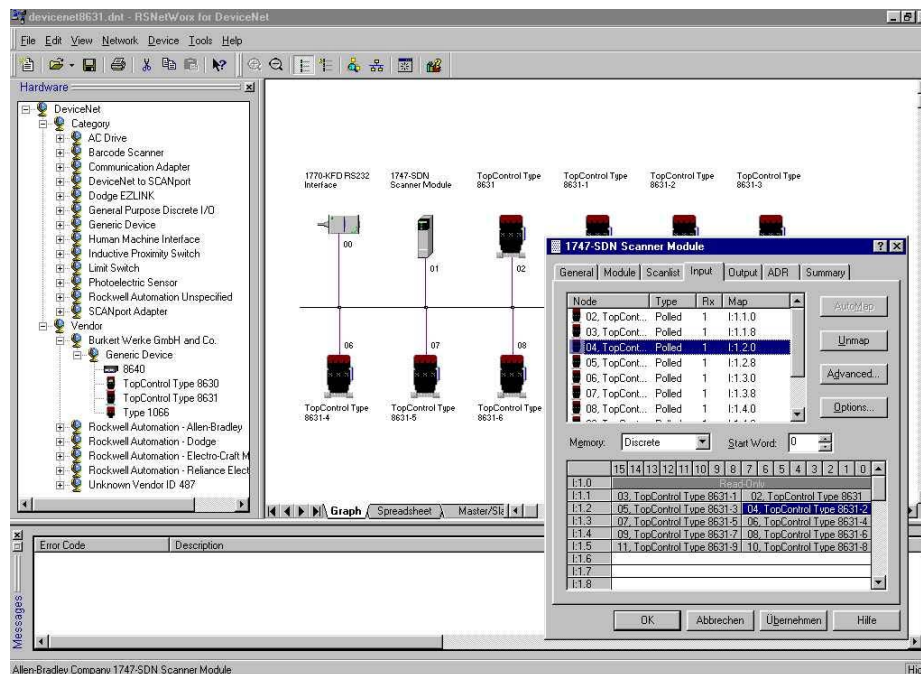 devicenet8631.dnt - RSNetWorx for DeviceNet
File Edit View Network Device Tools Help
Hardware
DeviceNet
Category
AC Drive
Barcode Scanner
Communication Adapter
DeviceNet to SCANport
Dodge EZLINK
General Purpose Discrete I/O
Generic Device
Human Machine Interface
Inductive Proximity Switch
Limit Switch
Photoelectric Sensor
Rockwell Automation Unspecified
SCANport Adapter
Vendor
Burkert Werke GmbH and Co.
Generic Device
8640
TopControl Type 8630
TopControl Type 8631
Type 1066
Rockwell Automation - Allen-Bradley
Rockwell Automation - Dodge
Rockwell Automation - Electro-Craft M
Rockwell Automation - Reliance Elect
Unknown Vendor ID 487
1770-KFD RS232 Interface
1747-SDN Scanner Module
TopControl Type 8631
TopControl Type 8631-1
TopControl Type 8631-2
TopControl Type 8631-3
00
01
02
06
07
08
TopControl Type 8631-4
TopControl Type 8631-5
TopControl Type 8631-6
Graph Spreadsheet Master/Sla
1747-SDN Scanner Module
General Module Scanlist Input Output ADR Summary
Node Type Rx Map
02, TopCont... Polled 1 I:1.1.0
03, TopCont... Polled 1 I:1.1.8
04, TopCont... Polled 1 I:1.2.0
05, TopCont... Polled 1 I:1.2.8
06, TopCont... Polled 1 I:1.3.0
07, TopCont... Polled 1 I:1.3.8
08, TopCont... Polled 1 I:1.4.0
AutoMap
Unmap
Advanced...
Options...
Memory: Discrete Start Word: 0
15 14 13 12 11 10 9 8 7 6 5 4 3 2 1 0
I:1.0 Read-Only
I:1.1 03, TopControl Type 8631-1 02, TopControl Type 8631
I:1.2 05, TopControl Type 8631-3 04, TopControl Type 8631-2
I:1.3 07, TopControl Type 8631-5 06, TopControl Type 8631-4
I:1.4 09, TopControl Type 8631-7 08, TopControl Type 8631-6
I:1.5 11, TopControl Type 8631-9 10, TopControl Type 8631-8
I:1.6
I:1.7
I:1.8
OK Abbrechen Übernehmen Hilfe
Messages
Error Code Description
Allen-Bradley Company 1747-SDN Scanner Module